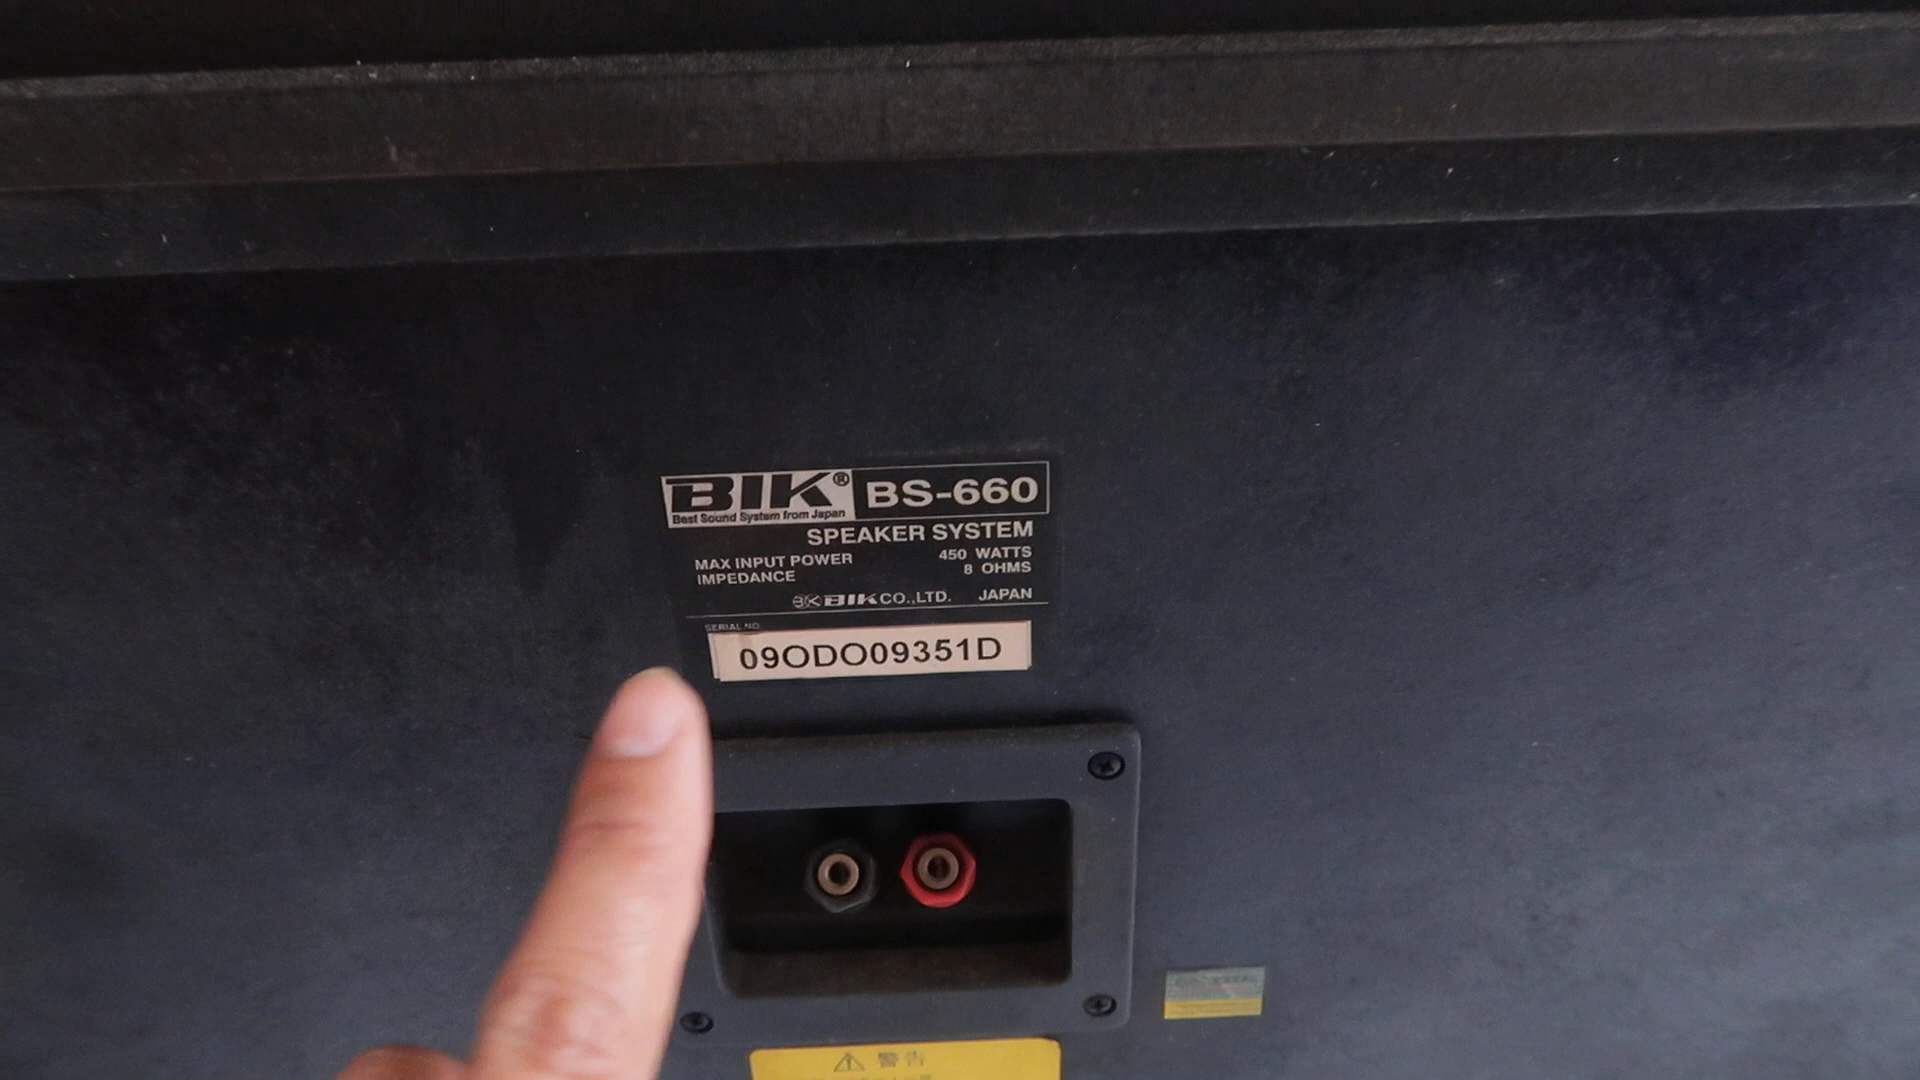 BIK® BS-660
Best Sound System from Japan
SPEAKER SYSTEM
MAX INPUT POWER 450 WATTS
IMPEDANCE 8 OHMS
BIK BIK CO.,LTD. JAPAN
SERIAL NO.
09ODO09351D
警告